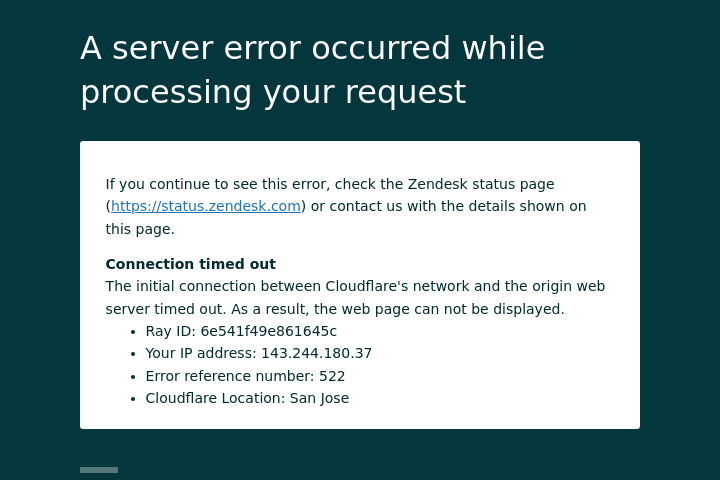 A server error occurred while
processing your request
If you continue to see this error, check the Zendesk status page
(https://status.zendesk.com) or contact us with the details shown on
this page.
Connection timed out
The initial connection between Cloudflare's network and the origin web
server timed out. As a result, the web page can not be displayed.
• Ray ID: 6e541f49e861645c
• Your IP address: 143.244.180.37
• Error reference number: 522
• Cloudflare Location: San Jose